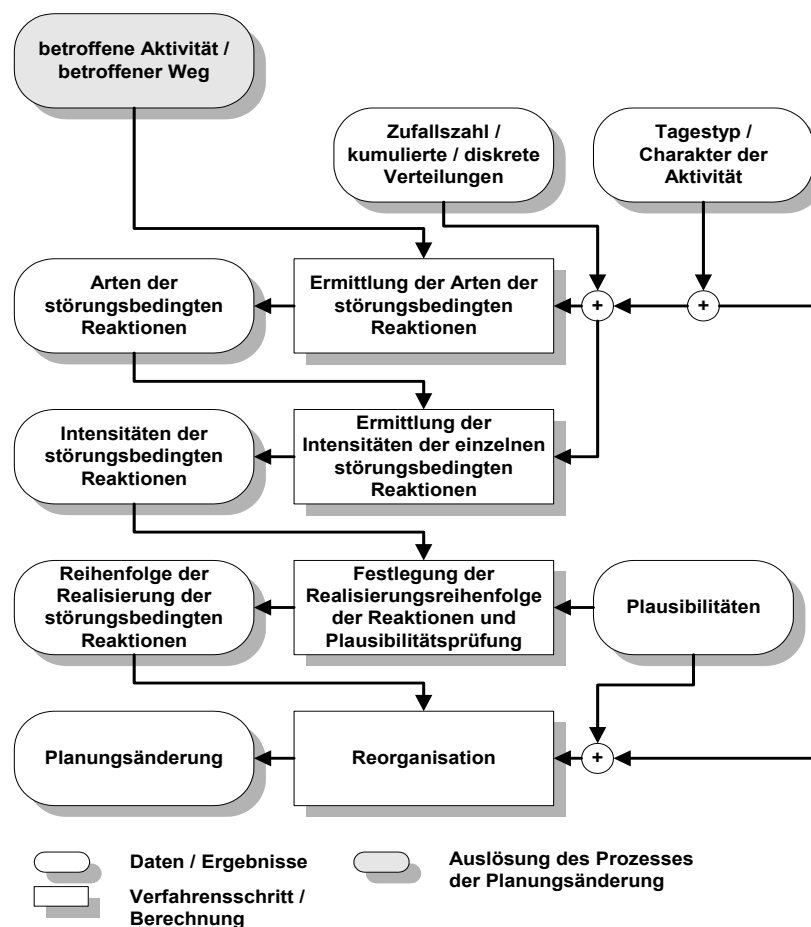 betroffene Aktivität /
betroffener Weg
Zufallszahl /
kumulierte / diskrete
Verteilungen
Tagestyp /
Charakter der
Aktivität
Arten der
störungsbedingten
Reaktionen
Ermittlung der Arten der
störungsbedingten
Reaktionen
+
+
Intensitäten der
störungsbedingten
Reaktionen
Ermittlung der
Intensitäten der einzelnen
störungsbedingten
Reaktionen
Reihenfolge der
Realisierung der
störungsbedingten
Reaktionen
Festlegung der
Realisierungsreihenfolge
der Reaktionen und
Plausibilitätsprüfung
Plausibilitäten
Planungsänderung
Reorganisation
+
Daten / Ergebnisse
Verfahrensschritt /
Berechnung
Auslösung des Prozesses
der Planungsänderung